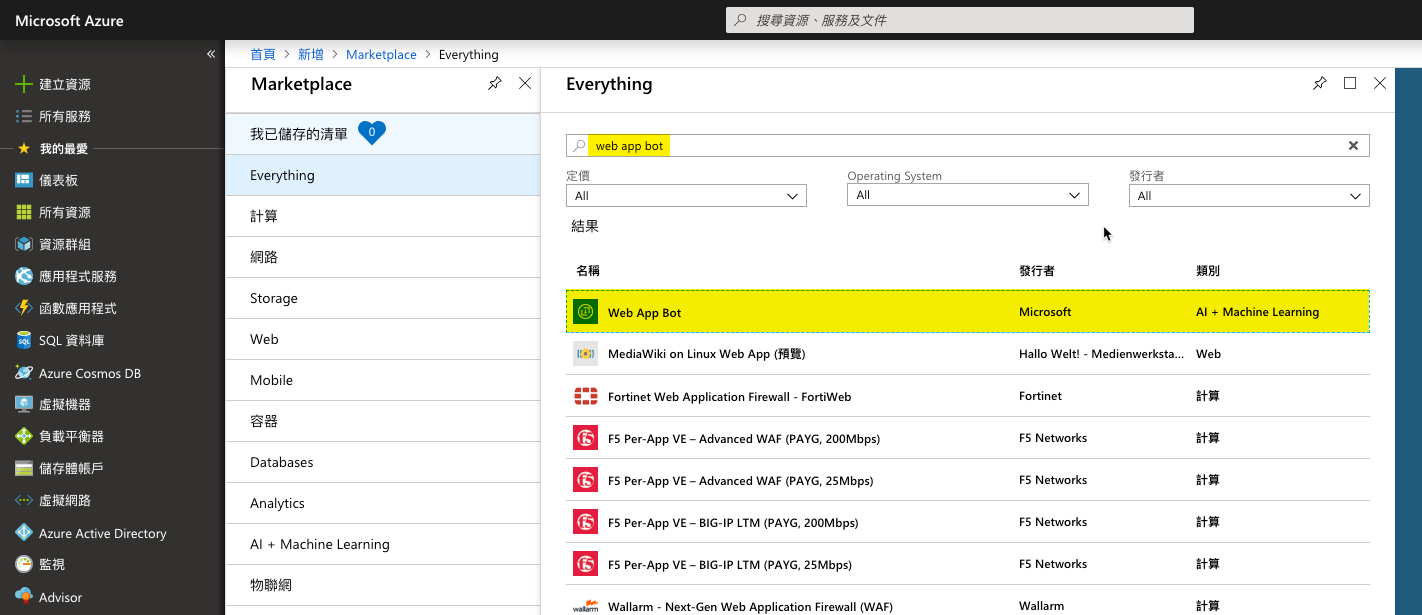 Microsoft Azure
搜尋資源、服務及文件
«
首頁 > 新增 > Marketplace > Everything
建立資源
所有服務
我的最愛
儀表板
所有資源
資源群組
應用程式服務
函數應用程式
SQL 資料庫
Azure Cosmos DB
虛擬機器
負載平衡器
儲存體帳戶
虛擬網路
Azure Active Directory
監視
Advisor
Marketplace
我已儲存的清單 0
Everything
計算
網路
Storage
Web
Mobile
容器
Databases
Analytics
AI + Machine Learning
物聯網
Everything
web app bot
定價 Operating System 發行者
All All All
結果
名稱 發行者 類別
Web App Bot Microsoft AI + Machine Learning
MediaWiki on Linux Web App (預覽) Hallo Welt! - Medienwerksta... Web
Fortinet Web Application Firewall - FortiWeb Fortinet 計算
F5 Per-App VE – Advanced WAF (PAYG, 200Mbps) F5 Networks 計算
F5 Per-App VE – Advanced WAF (PAYG, 25Mbps) F5 Networks 計算
F5 Per-App VE – BIG-IP LTM (PAYG, 200Mbps) F5 Networks 計算
F5 Per-App VE – BIG-IP LTM (PAYG, 25Mbps) F5 Networks 計算
wallarm Wallarm - Next-Gen Web Application Firewall (WAF) Wallarm 計算